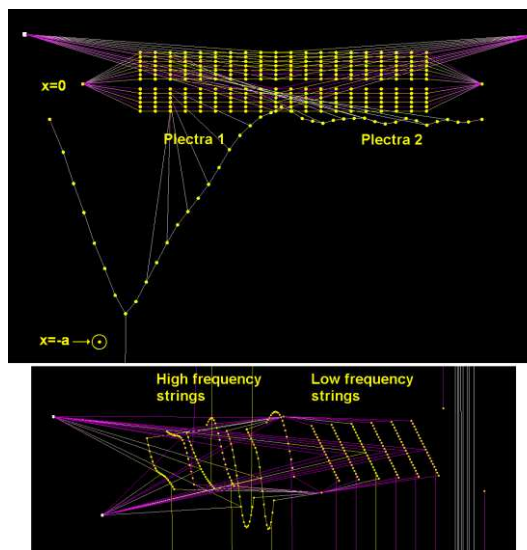 x=0
Plectra 1
Plectra 2
x=-a
High frequency
strings
Low frequency
strings